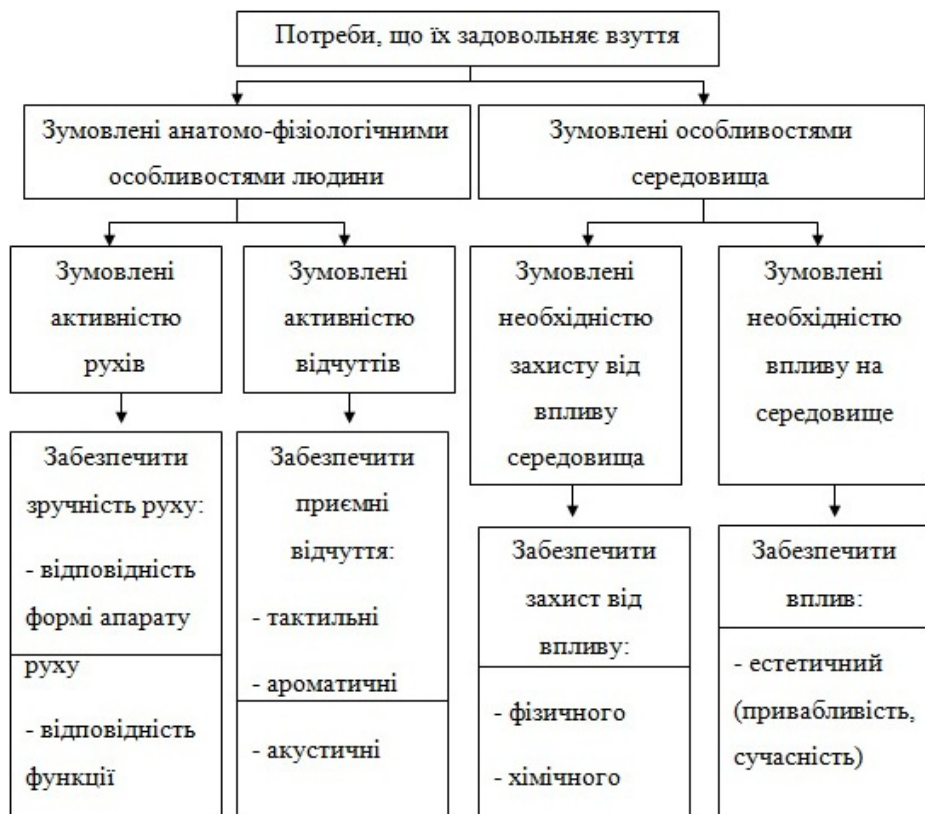 Потреби, що їх задовольняє взуття
Зумовлені анатомо-фізіологічними
особливостями людини
Зумовлені особливостями
середовища
Зумовлені
активністю
рухів
Зумовлені
активністю
відчуттів
Зумовлені
необхідністю
захисту від
впливу
середовища
Зумовлені
необхідністю
впливу на
середовище
Забезпечити
зручність руху:
- відповідність
формі апарату
руху
- відповідність
функції
Забезпечити
приємні
відчуття:
- тактильні
- ароматичні
- акустичні
Забезпечити
захист від
впливу:
- фізичного
- хімічного
Забезпечити
вплив:
- естетичний
(привабливість,
сучасність)